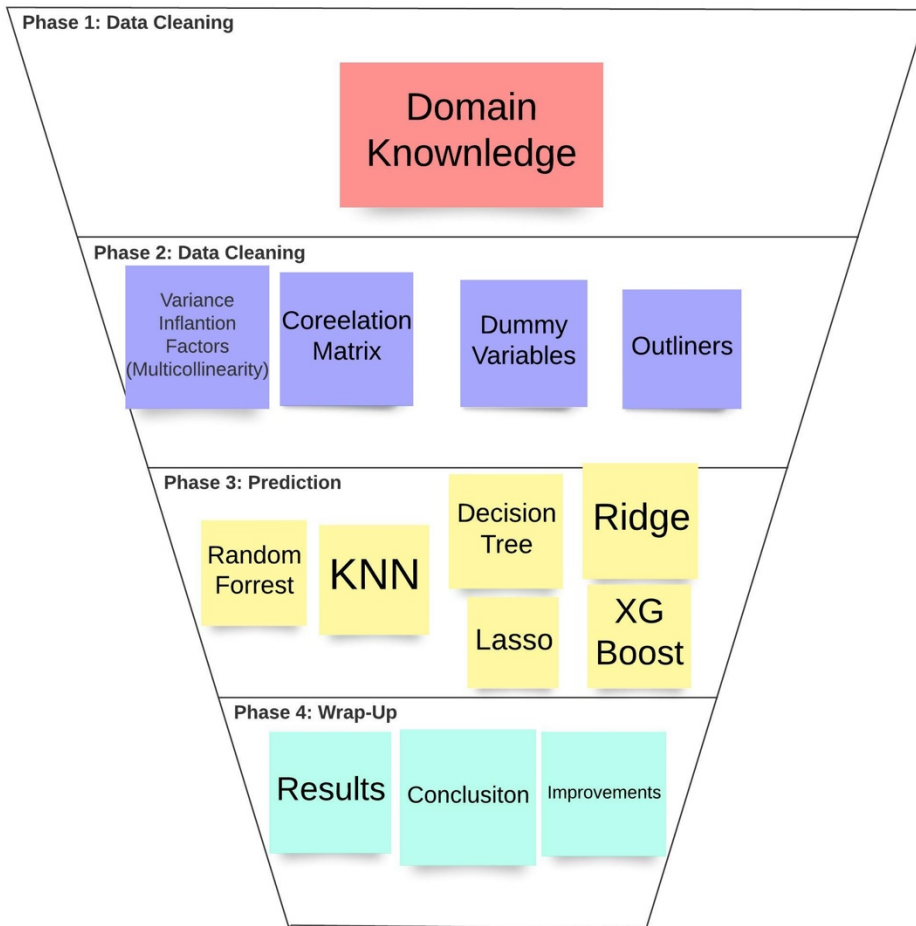 Phase 1: Data Cleaning
Domain
Knownledge
Phase 2: Data Cleaning
Variance
Inflantion
Factors
(Multicollinearity)
Coreelation
Matrix
Dummy
Variables
Outliners
Phase 3: Prediction
Random
Forrest
KNN
Decision
Tree
Ridge
Lasso
XG
Boost
Phase 4: Wrap-Up
Results
Conclusiton
Improvements